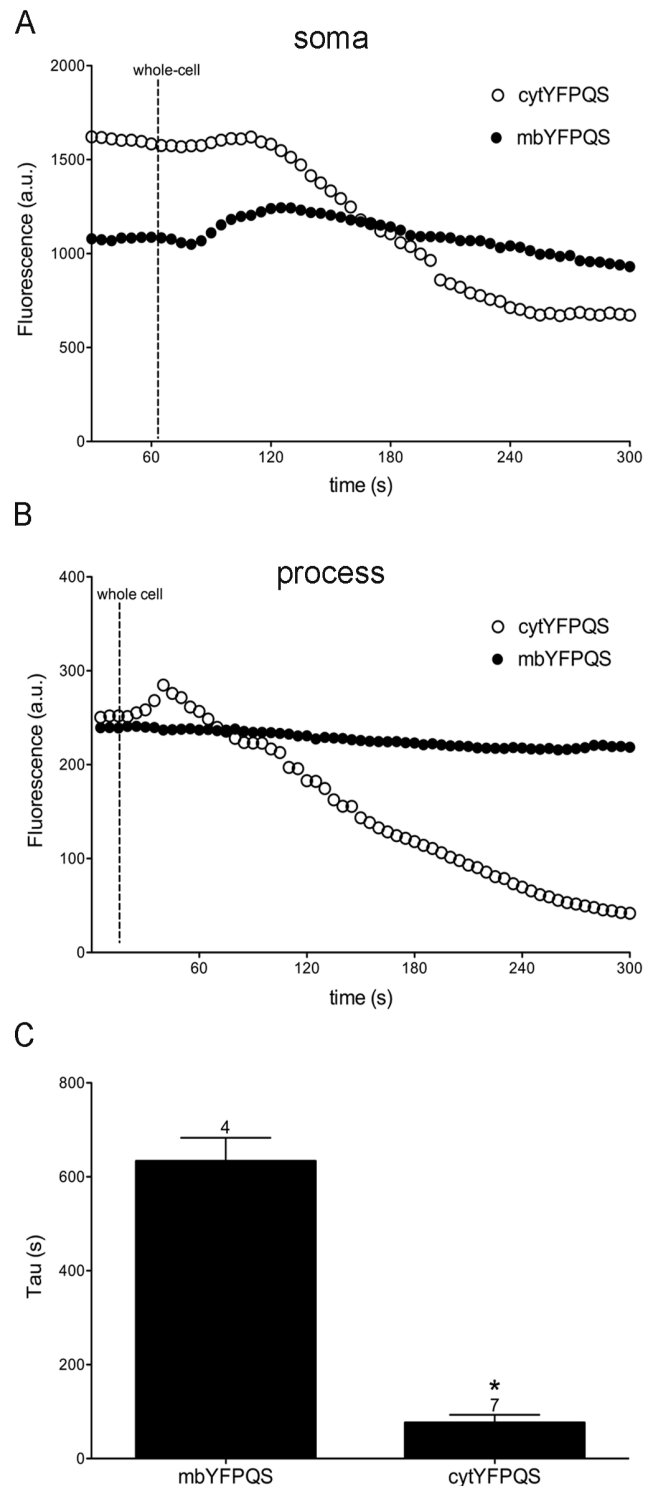 A
soma
whole-cell
cytYFPQS
mbYFPQS
2000
1500
1000
500
0
Fluorescence (a.u.)
60 120 180 240 300
time (s)
B
process
whole cell
cytYFPQS
mbYFPQS
400
300
200
100
0
Fluorescence (a.u.)
60 120 180 240 300
time (s)
C
800
600
400
200
0
Tau (s)
4
*
7
mbYFPQS cytYFPQS